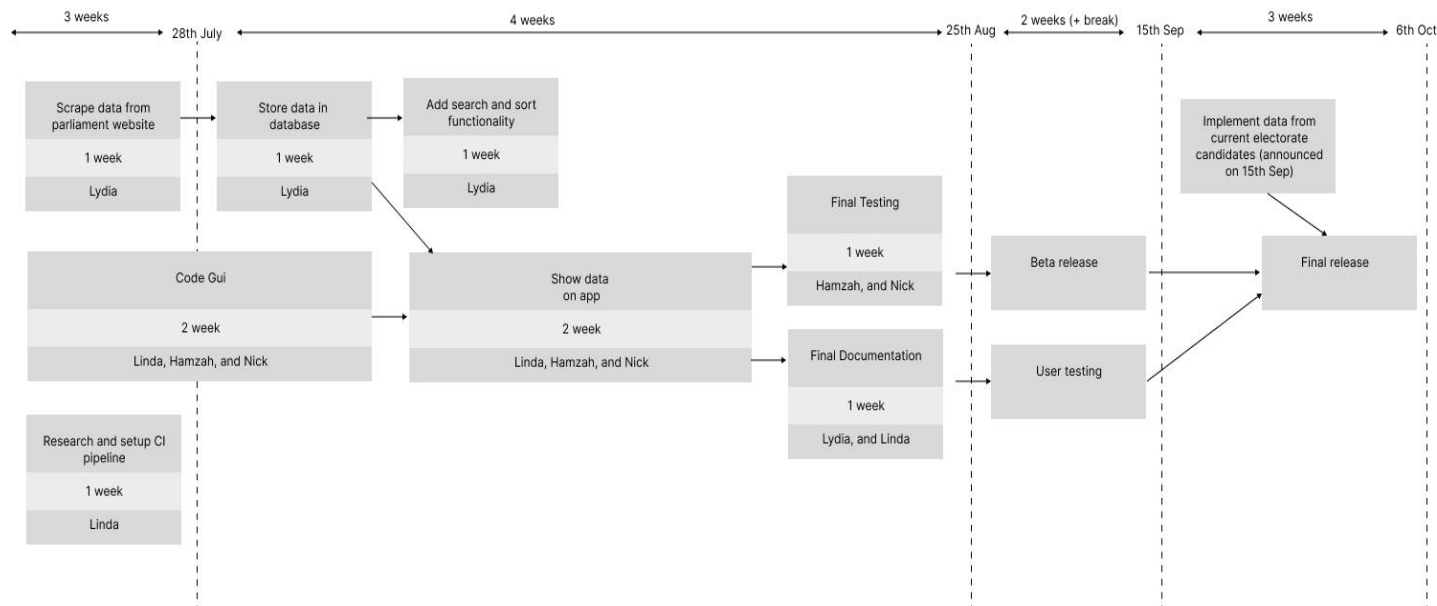 3 weeks
28th July
4 weeks
25th Aug
2 weeks (+ break)
15th Sep
3 weeks
6th Oct
Scrape data from
parliament website
1 week
Lydia
Store data in
database
1 week
Lydia
Add search and sort
functionality
1 week
Lydia
Implement data from
current electorate
candidates (announced
on 15th Sep)
Code Gui
2 week
Linda, Hamzah, and Nick
Show data
on app
2 week
Linda, Hamzah, and Nick
Final Testing
1 week
Hamzah, and Nick
Beta release
Final release
Final Documentation
1 week
Lydia, and Linda
User testing
Research and setup CI
pipeline
1 week
Linda